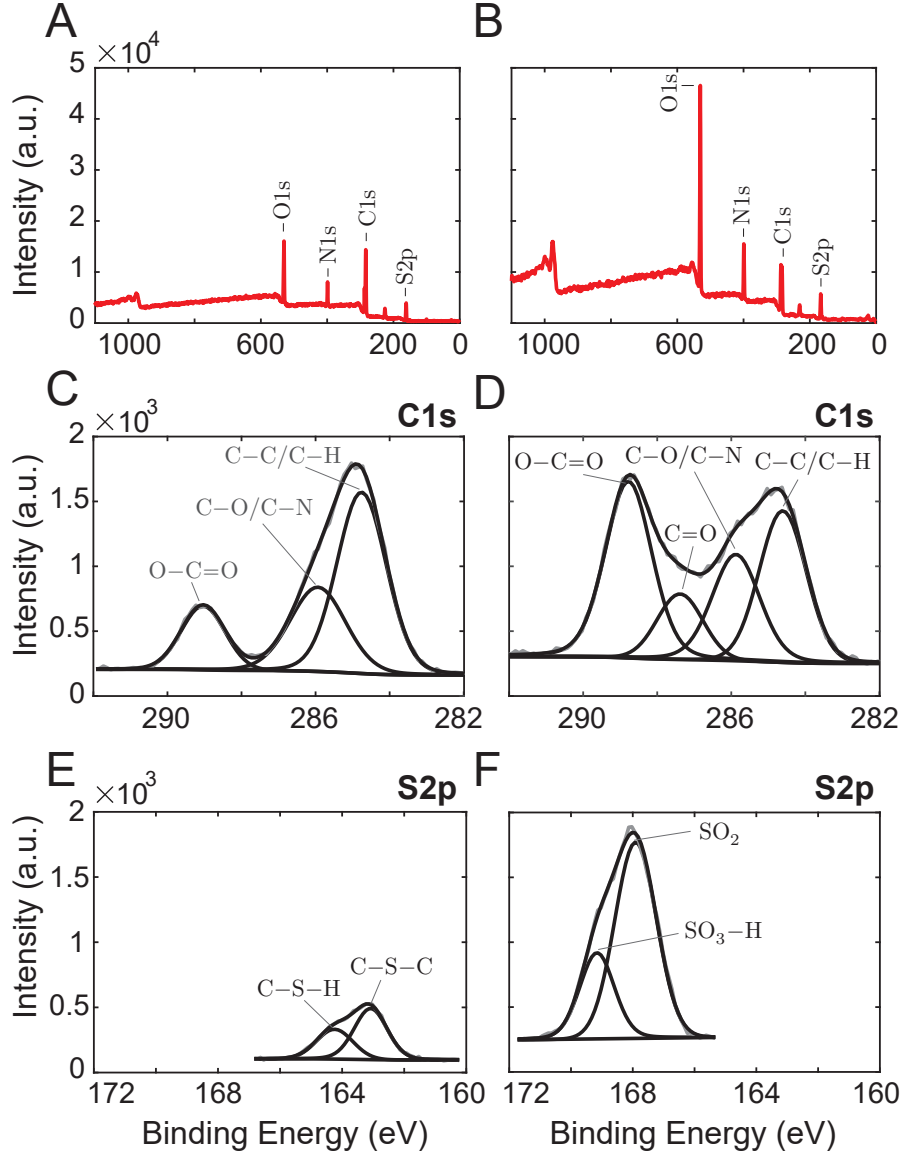 A
B
×10⁴
5
4
3
2
1
0
Intensity (a.u.)
O1s
N1s
C1s
S2p
1000
600
200
0
O1s
N1s
C1s
S2p
1000
600
200
0
C
D
×10³
C1s
C1s
2
1.5
1
0.5
0
Intensity (a.u.)
C−C/C−H
C−O/C−N
O−C=O
290
286
282
O−C=O
C−O/C−N
C−C/C−H
C=O
290
286
282
E
F
×10³
S2p
S2p
2
1.5
1
0.5
0
Intensity (a.u.)
C−S−H
C−S−C
172
168
164
160
Binding Energy (eV)
SO₂
SO₃−H
172
168
164
160
Binding Energy (eV)